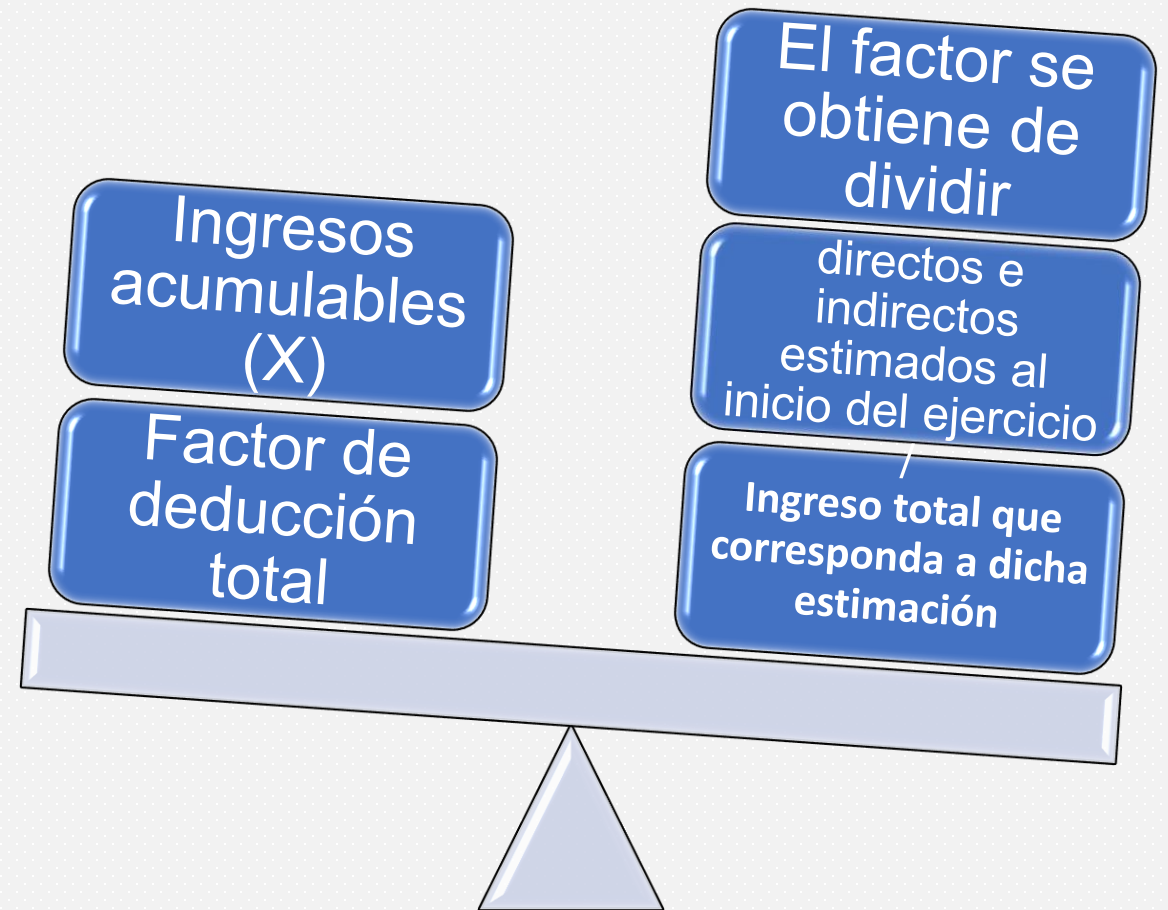 Ingresos
acumulables
(X)
Factor de
deducción
total
El factor se
obtiene de
dividir
directos e
indirectos
estimados al
inicio del ejercicio
/
Ingreso total que
corresponda a dicha
estimación